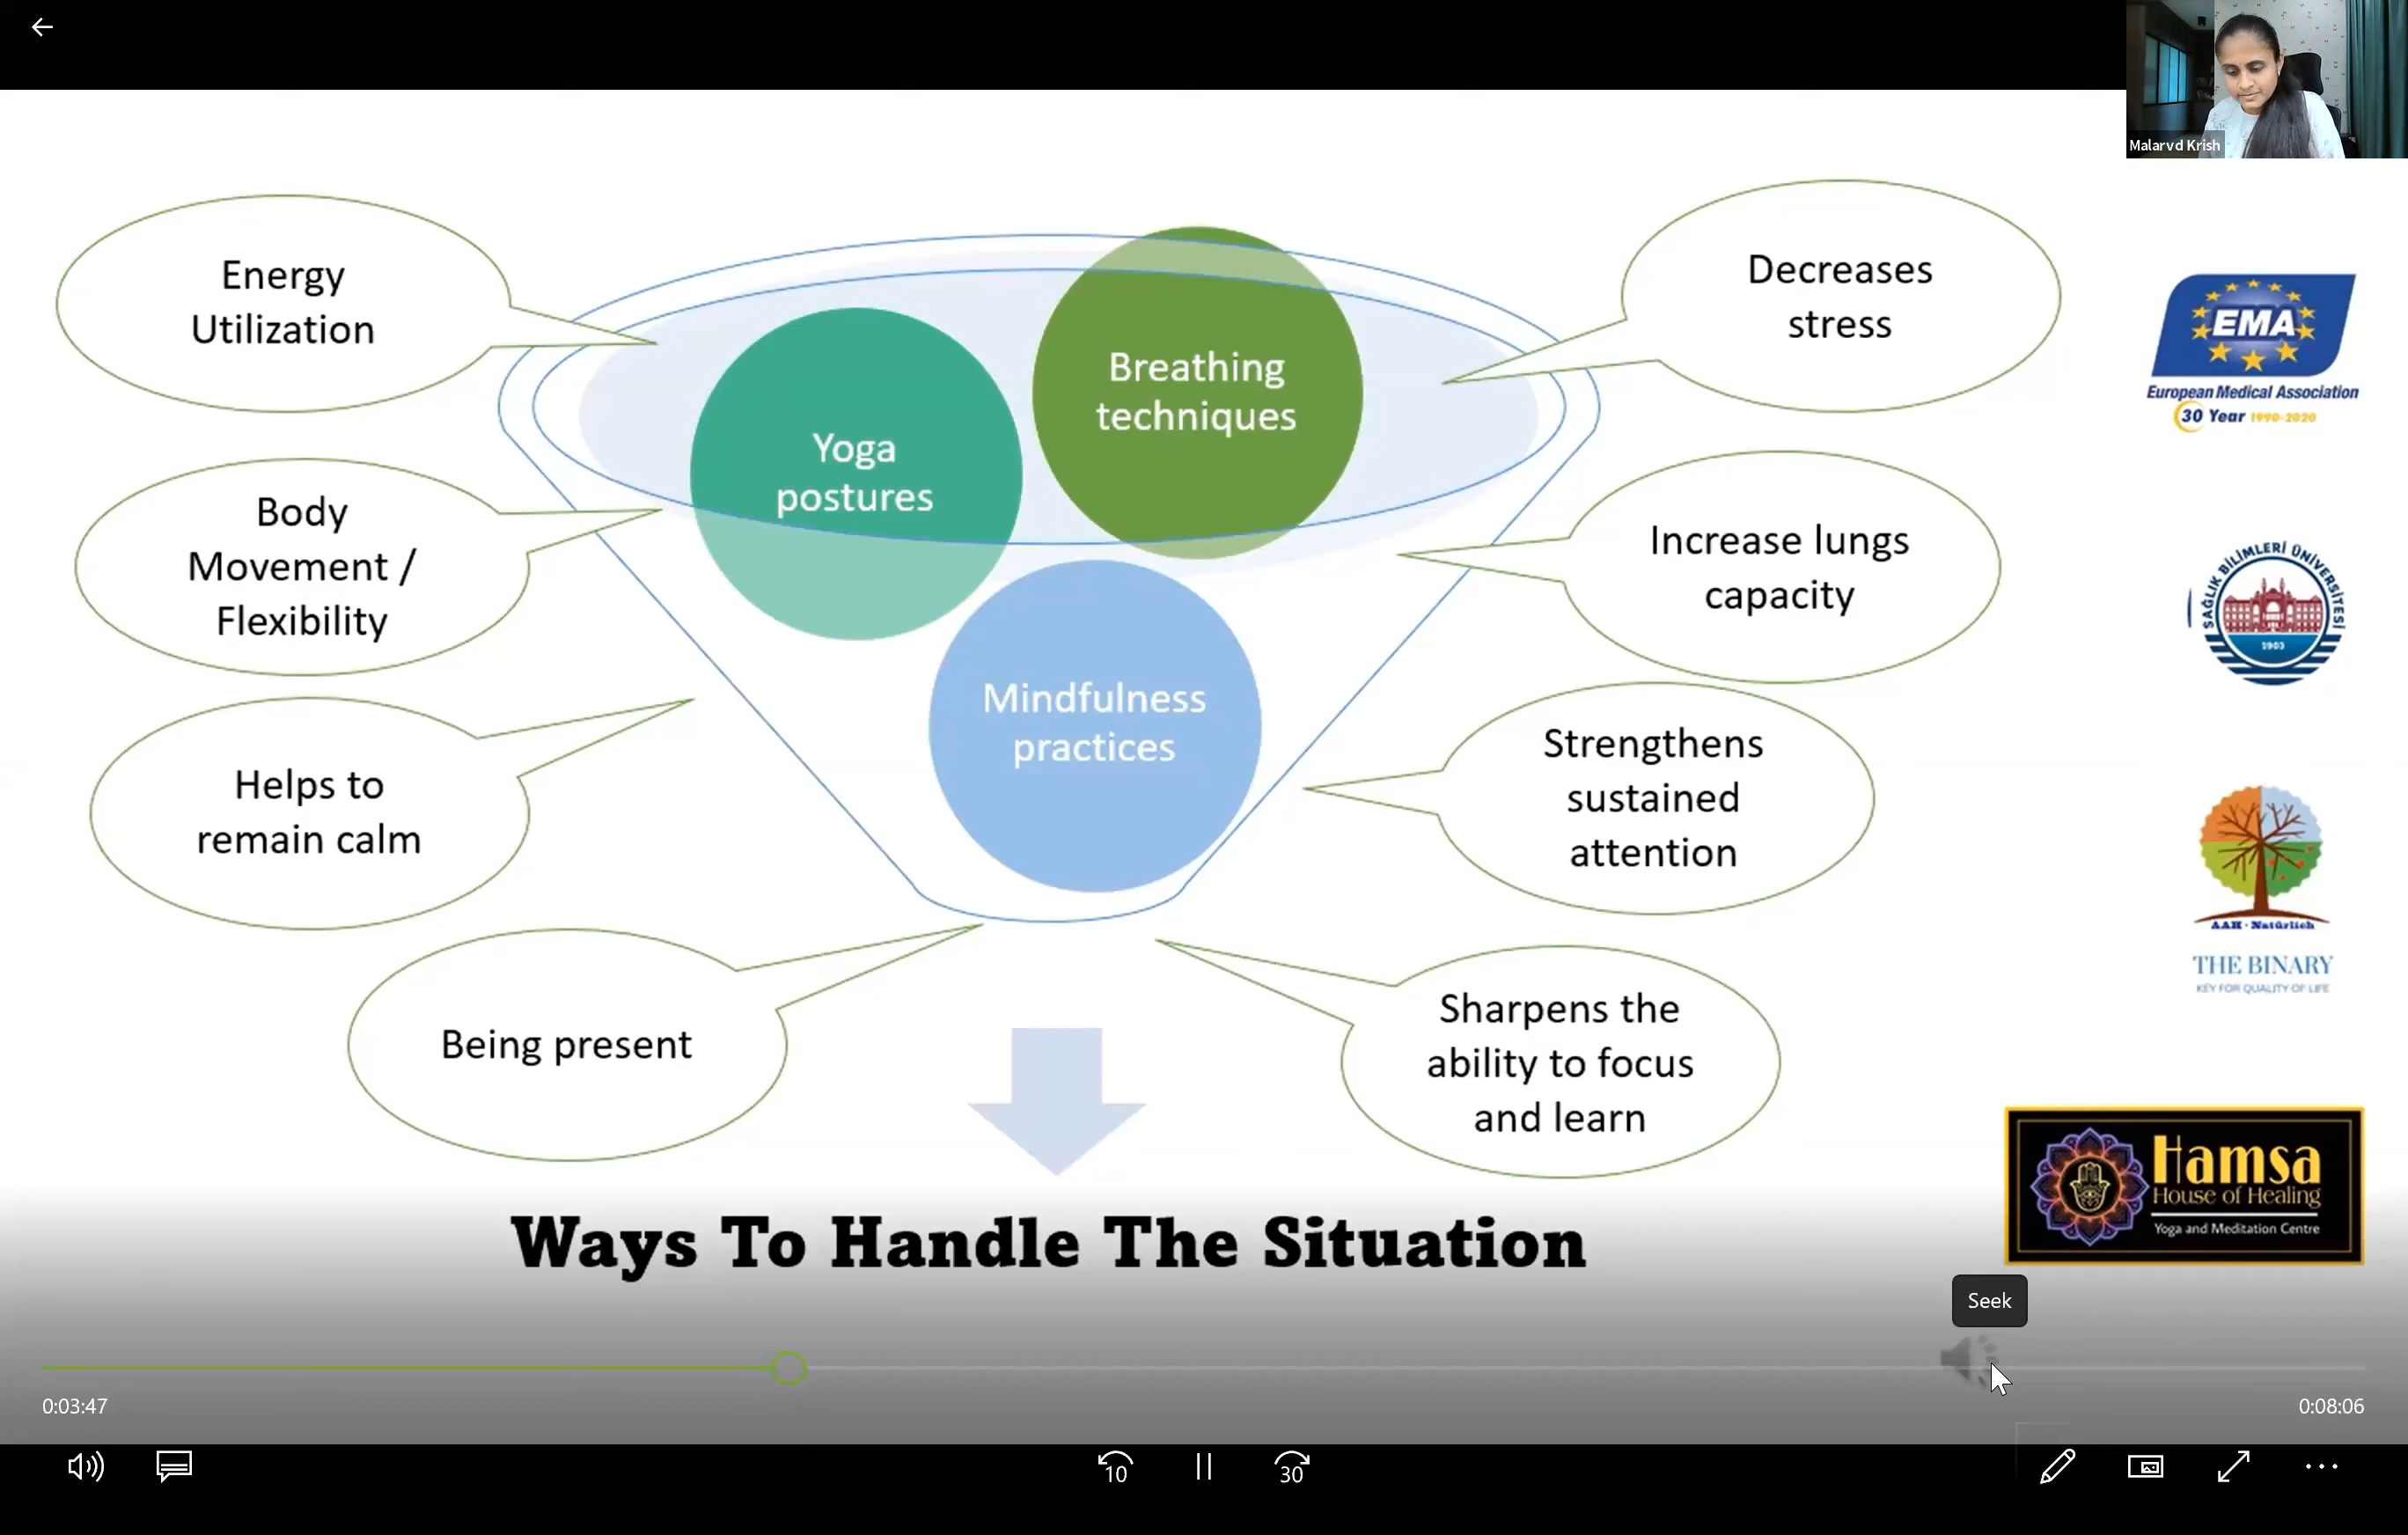 Malarvd Krish
Energy
Utilization
Decreases
stress
Breathing
techniques
Yoga
postures
Body
Movement /
Flexibility
Increase lungs
capacity
Mindfulness
practices
Helps to
remain calm
Strengthens
sustained
attention
Being present
Sharpens the
ability to focus
and learn
Ways To Handle The Situation
EMA
European Medical Association
30 Year 1990-2020
SAĞLIK BİLİMLERİ ÜNİVERSİTESİ
1903
AAH · Natürlich
THE BINARY
KEY FOR QUALITY OF LIFE
Hamsa
House of Healing
Yoga and Meditation Centre
Seek
0:03:47
0:08:06
10
30